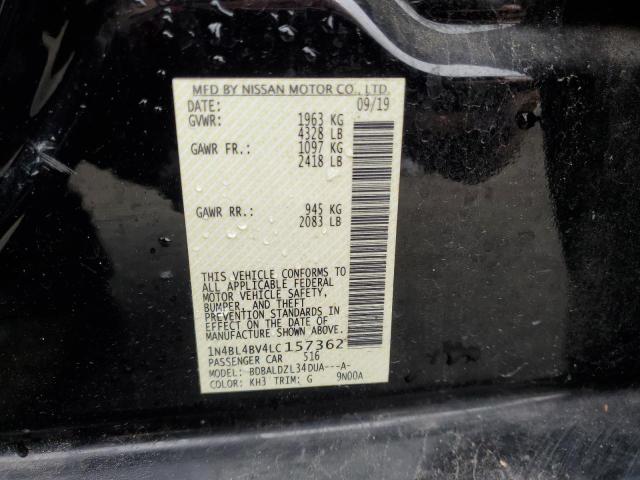 MFD BY NISSAN MOTOR CO., LTD.
DATE: 09/19
GVWR: 1963 KG
4328 LB
GAWR FR.: 1097 KG
2418 LB
GAWR RR.: 945 KG
2083 LB
THIS VEHICLE CONFORMS TO
ALL APPLICABLE FEDERAL
MOTOR VEHICLE SAFETY,
BUMPER, AND THEFT
PREVENTION STANDARDS IN
EFFECT ON THE DATE OF
MANUFACTURE SHOWN ABOVE.
1N4BL4BV4LC157362
PASSENGER CAR 516
MODEL: BDBALDZL34DUA---A-
COLOR: KH3 TRIM: G 9N00A